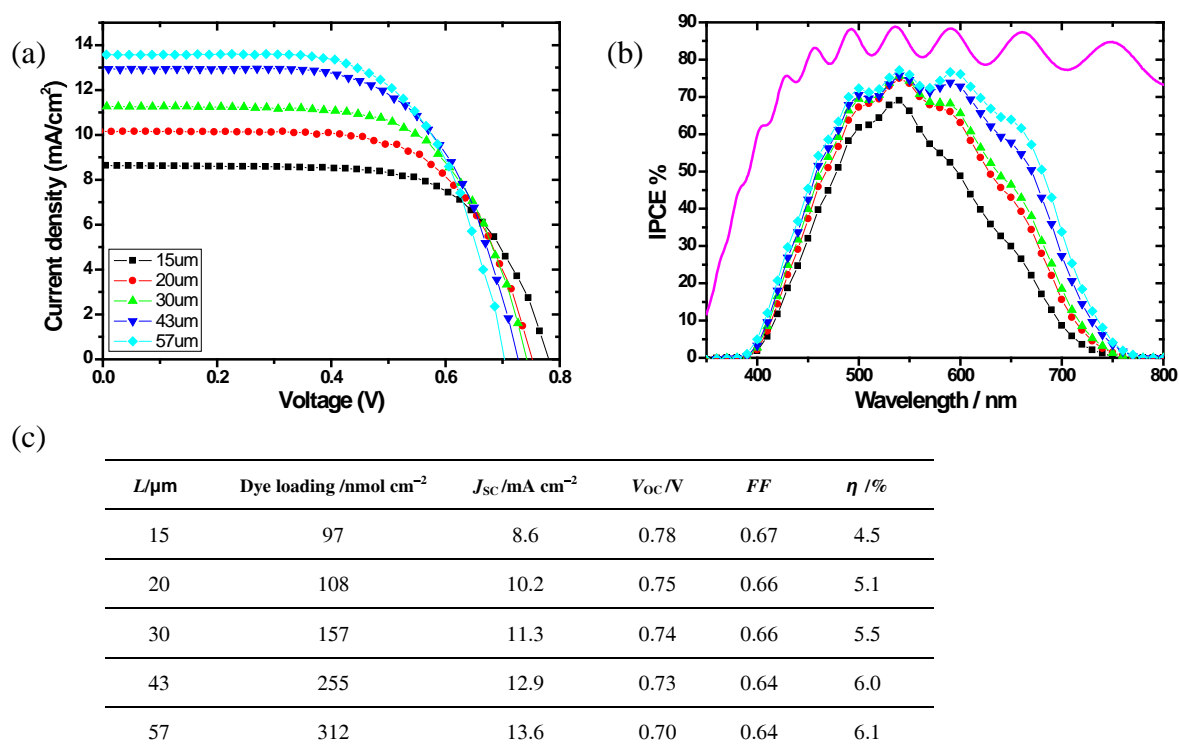 (a)
Current density (mA/cm²)
14
12
10
8
6
4
2
0
15um
20um
30um
43um
57um
0.0 0.2 0.4 0.6 0.8
Voltage (V)
(b)
IPCE %
90
80
70
60
50
40
30
20
10
0
400 500 600 700 800
Wavelength / nm
(c)
L/μm Dye loading /nmol cm⁻² J_SC /mA cm⁻² V_OC /V FF η /%
15 97 8.6 0.78 0.67 4.5
20 108 10.2 0.75 0.66 5.1
30 157 11.3 0.74 0.66 5.5
43 255 12.9 0.73 0.64 6.0
57 312 13.6 0.70 0.64 6.1